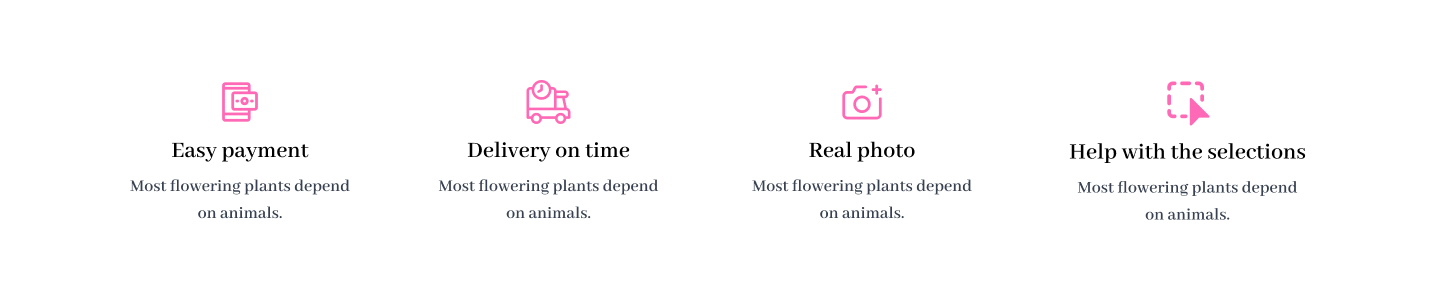 Easy payment
Most flowering plants depend
on animals.
Delivery on time
Most flowering plants depend
on animals.
Real photo
Most flowering plants depend
on animals.
Help with the selections
Most flowering plants depend
on animals.